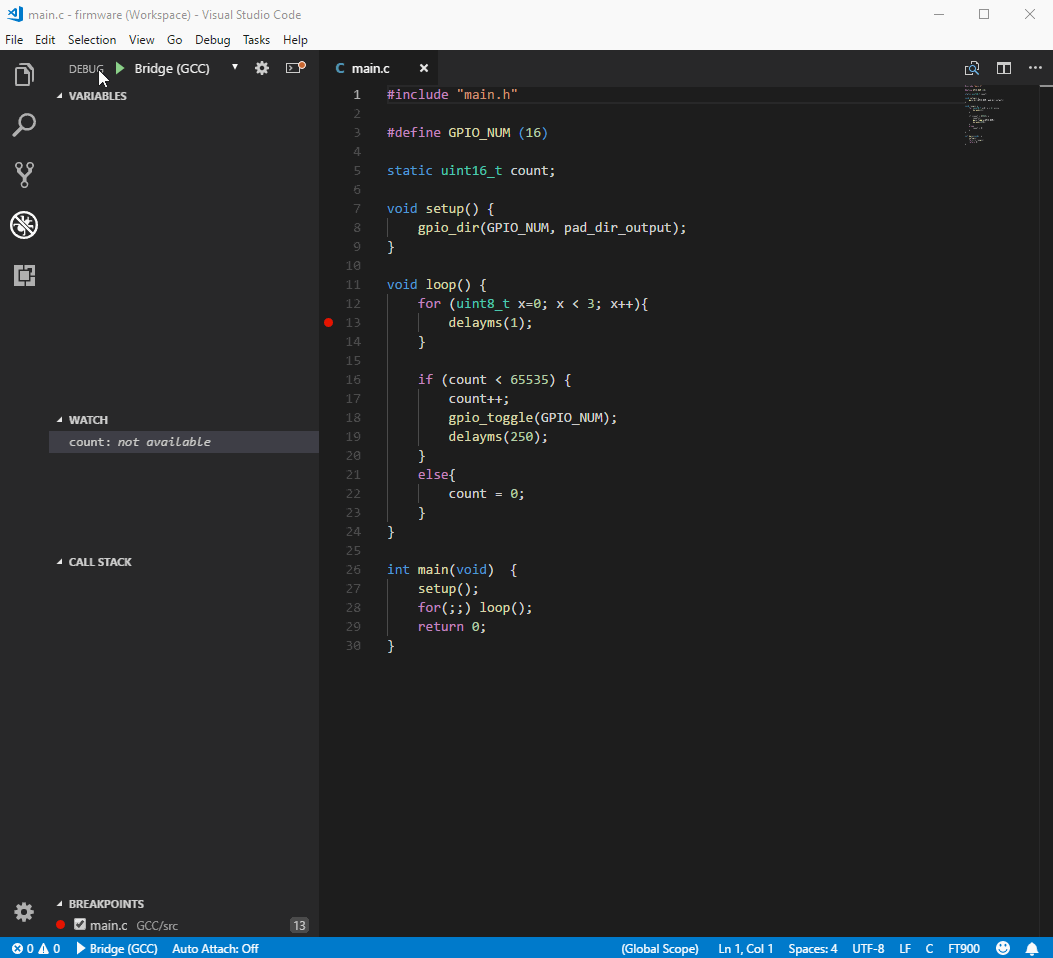 main.c - firmware (Workspace) - Visual Studio Code
File Edit Selection View Go Debug Tasks Help
DEBUG Bridge (GCC)
VARIABLES
WATCH
count: not available
CALL STACK
BREAKPOINTS
main.c GCC/src 13
C main.c
1 #include "main.h"
2
3 #define GPIO_NUM (16)
4
5 static uint16_t count;
6
7 void setup() {
8 gpio_dir(GPIO_NUM, pad_dir_output);
9 }
10
11 void loop() {
12 for (uint8_t x=0; x < 3; x++){
13 delayms(1);
14 }
15
16 if (count < 65535) {
17 count++;
18 gpio_toggle(GPIO_NUM);
19 delayms(250);
20 }
21 else{
22 count = 0;
23 }
24 }
25
26 int main(void) {
27 setup();
28 for(;;) loop();
29 return 0;
30 }
0 0 Bridge (GCC) Auto Attach: Off (Global Scope) Ln 1, Col 1 Spaces: 4 UTF-8 LF C FT900